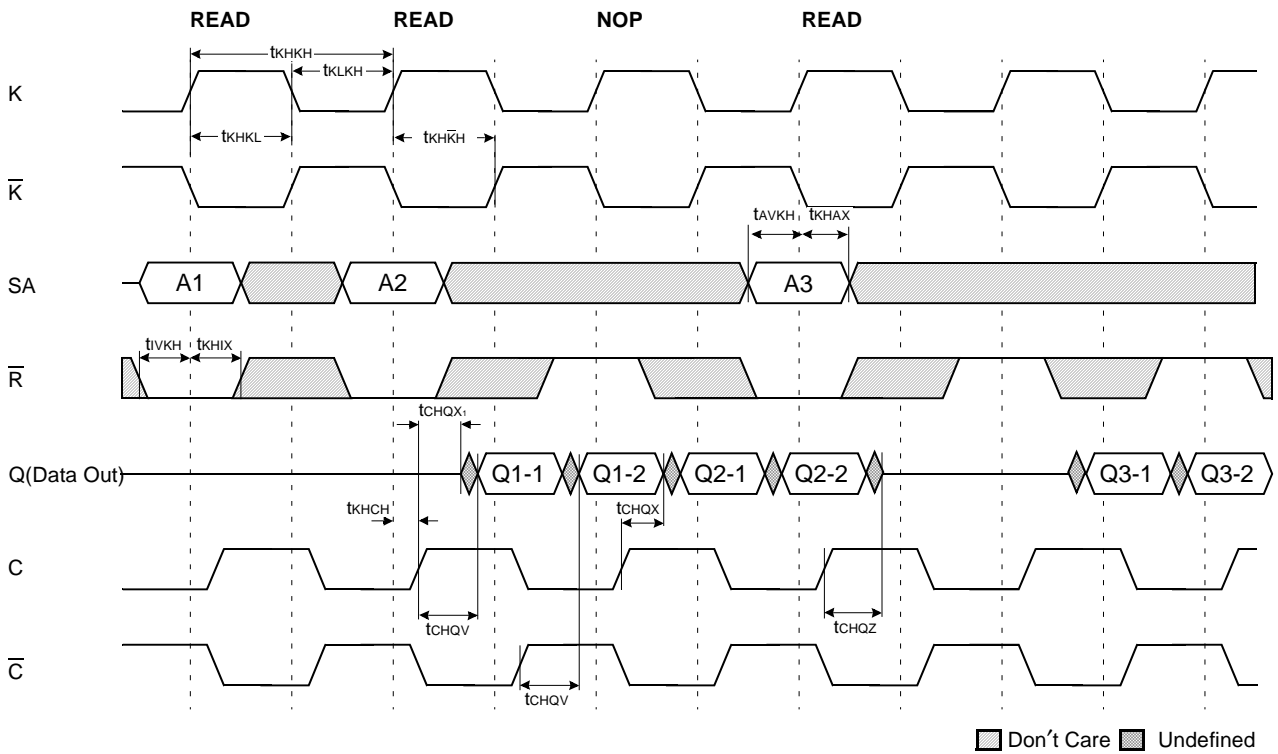 READ READ NOP READ
tKHKH
tKLKH
K
tKHKL tKHK̅H
K̅
tAVKH tKHAX
SA A1 A2 A3
tIVKH tKHIX
R̅
tCHQX1
Q(Data Out) Q1-1 Q1-2 Q2-1 Q2-2 Q3-1 Q3-2
tKHCH tCHQX
C
tCHQV tCHQZ
C̅
tCHQV
Don′t Care Undefined